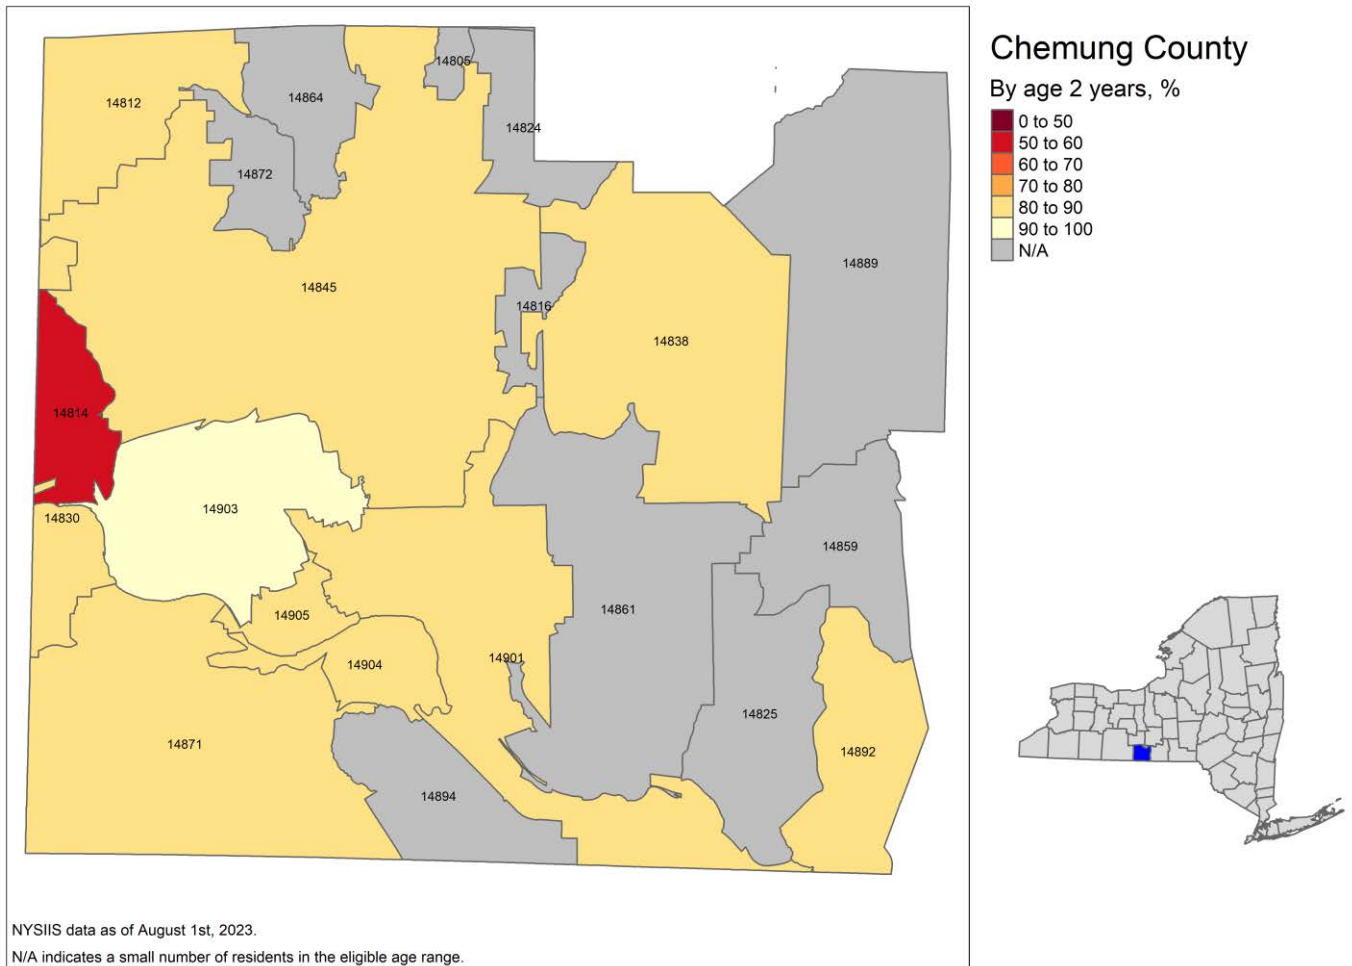 Chemung County
By age 2 years, %
0 to 50
50 to 60
60 to 70
70 to 80
80 to 90
90 to 100
N/A
14805
14812
14864
14824
14872
14889
14845
14816
14838
14814
14903
14830
14859
14861
14905
14901
14904
14825
14871
14892
14894
NYSIIS data as of August 1st, 2023.
N/A indicates a small number of residents in the eligible age range.